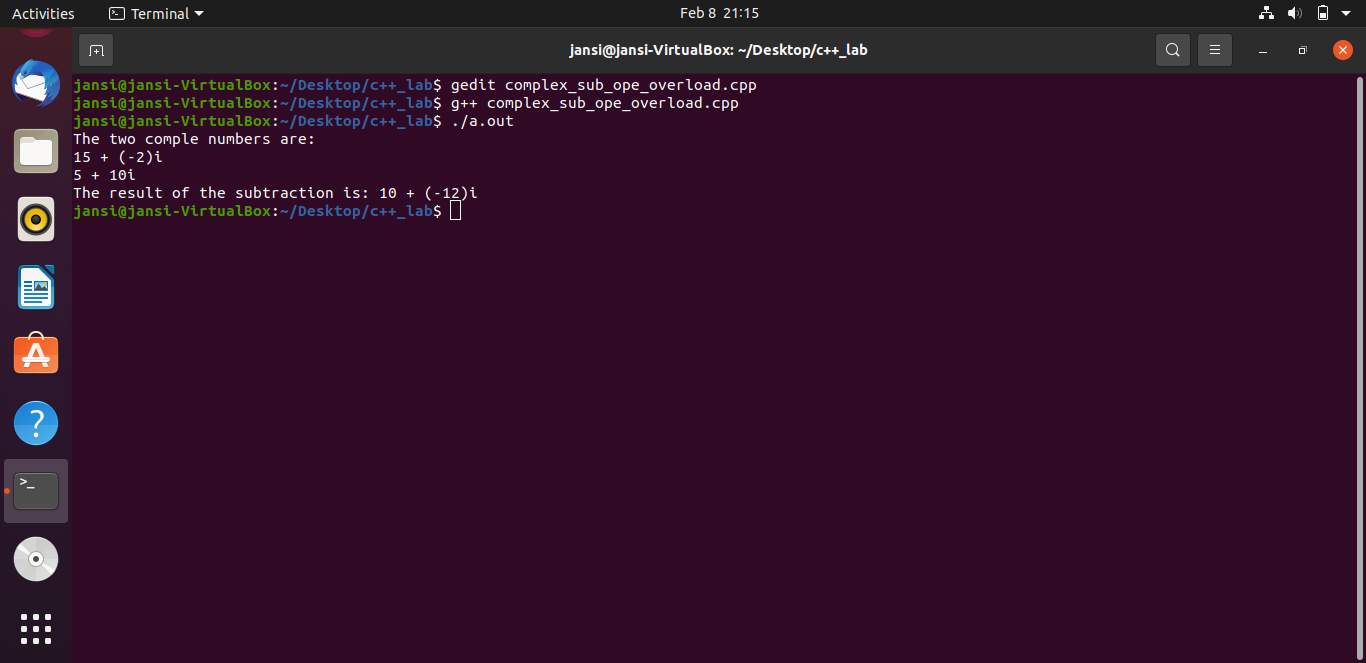 Activities Terminal Feb 8 21:15
jansi@jansi-VirtualBox: ~/Desktop/c++_lab
jansi@jansi-VirtualBox:~/Desktop/c++_lab$ gedit complex_sub_ope_overload.cpp
jansi@jansi-VirtualBox:~/Desktop/c++_lab$ g++ complex_sub_ope_overload.cpp
jansi@jansi-VirtualBox:~/Desktop/c++_lab$ ./a.out
The two comple numbers are:
15 + (-2)i
5 + 10i
The result of the subtraction is: 10 + (-12)i
jansi@jansi-VirtualBox:~/Desktop/c++_lab$